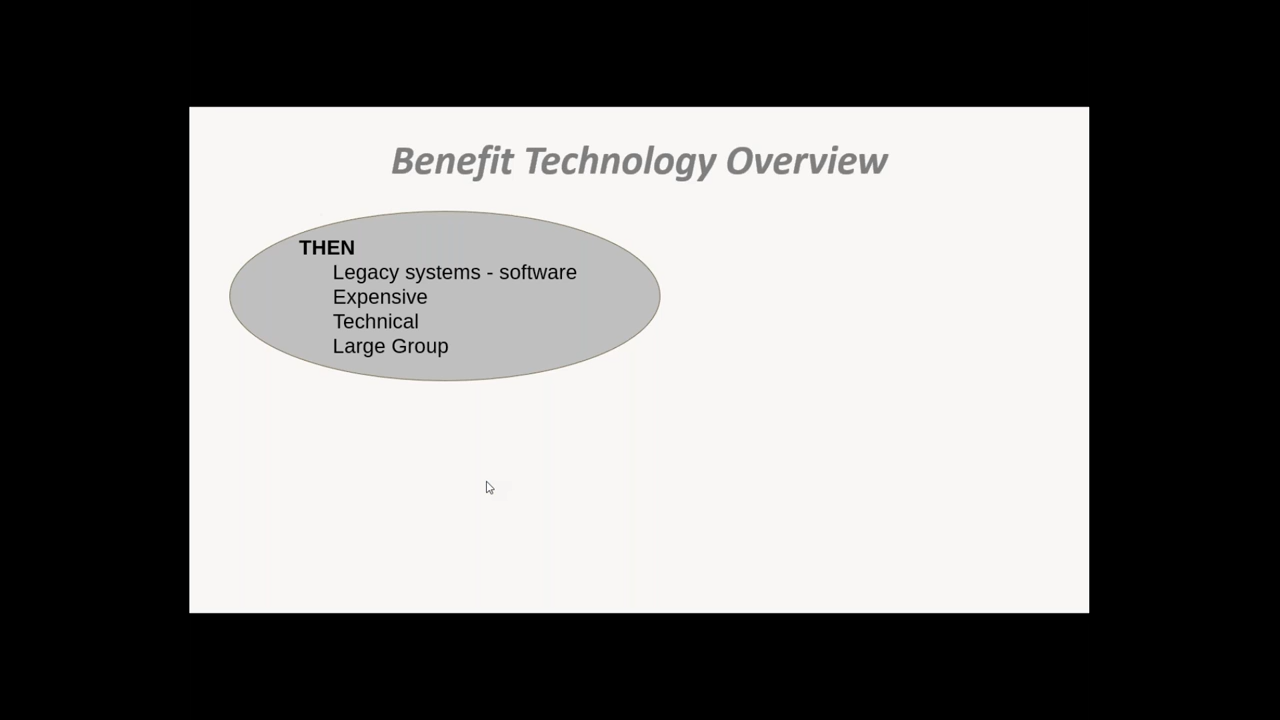 Benefit Technology Overview
THEN
Legacy systems - software
Expensive
Technical
Large Group